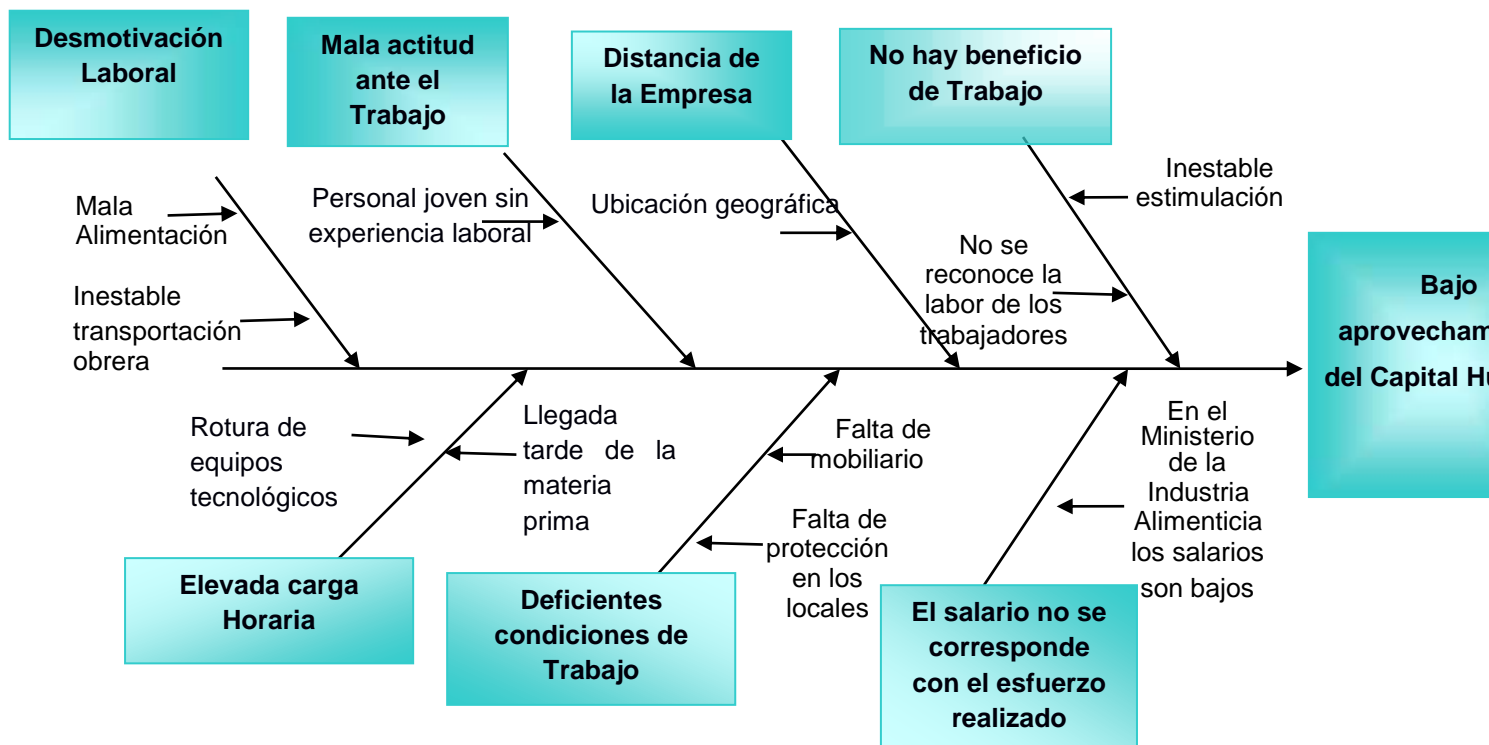 Desmotivación
Laboral
Mala actitud
ante el
Trabajo
Distancia de
la Empresa
No hay beneficio
de Trabajo
Mala
Alimentación
Inestable
transportación
obrera
Personal joven sin
experiencia laboral
Ubicación geográfica
Inestable
estimulación
No se
reconoce la
labor de los
trabajadores
Bajo
del Capital
Rotura de
equipos
tecnológicos
Llegada
tarde de la
materia
prima
Falta de
mobiliario
Falta de
protección
en los
locales
En el
Ministerio
de la
Industria
Alimenticia
los salarios
son bajos
Elevada carga
Horaria
Deficientes
condiciones de
Trabajo
El salario no se
corresponde
con el esfuerzo
realizado